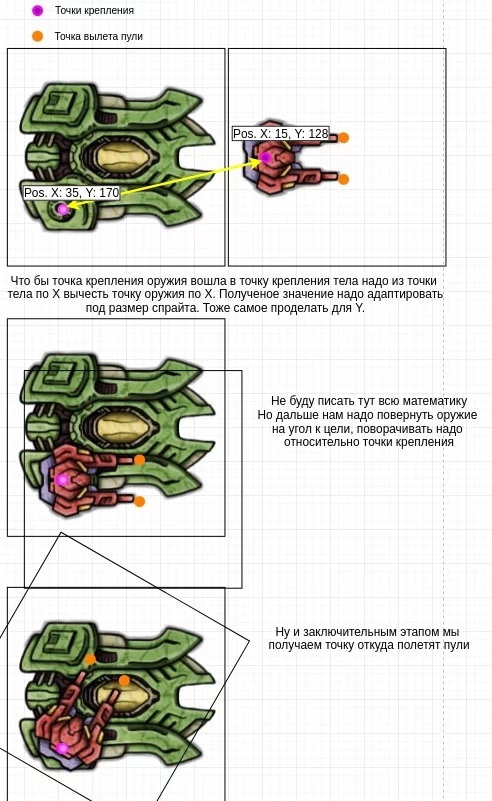 Точки крепления
Точка вылета пули
Pos. X: 15, Y: 128
Pos. X: 35, Y: 170
Что бы точка крепления оружия вошла в точку крепления тела надо из точки
тела по X вычесть точку оружия по X. Полученое значение надо адаптировать
под размер спрайта. Тоже самое проделать для Y.
Не буду писать тут всю математику
Но дальше нам надо повернуть оружие
на угол к цели, поворачивать надо
относительно точки крепления
Ну и заключительным этапом мы
получаем точку откуда полетят пули